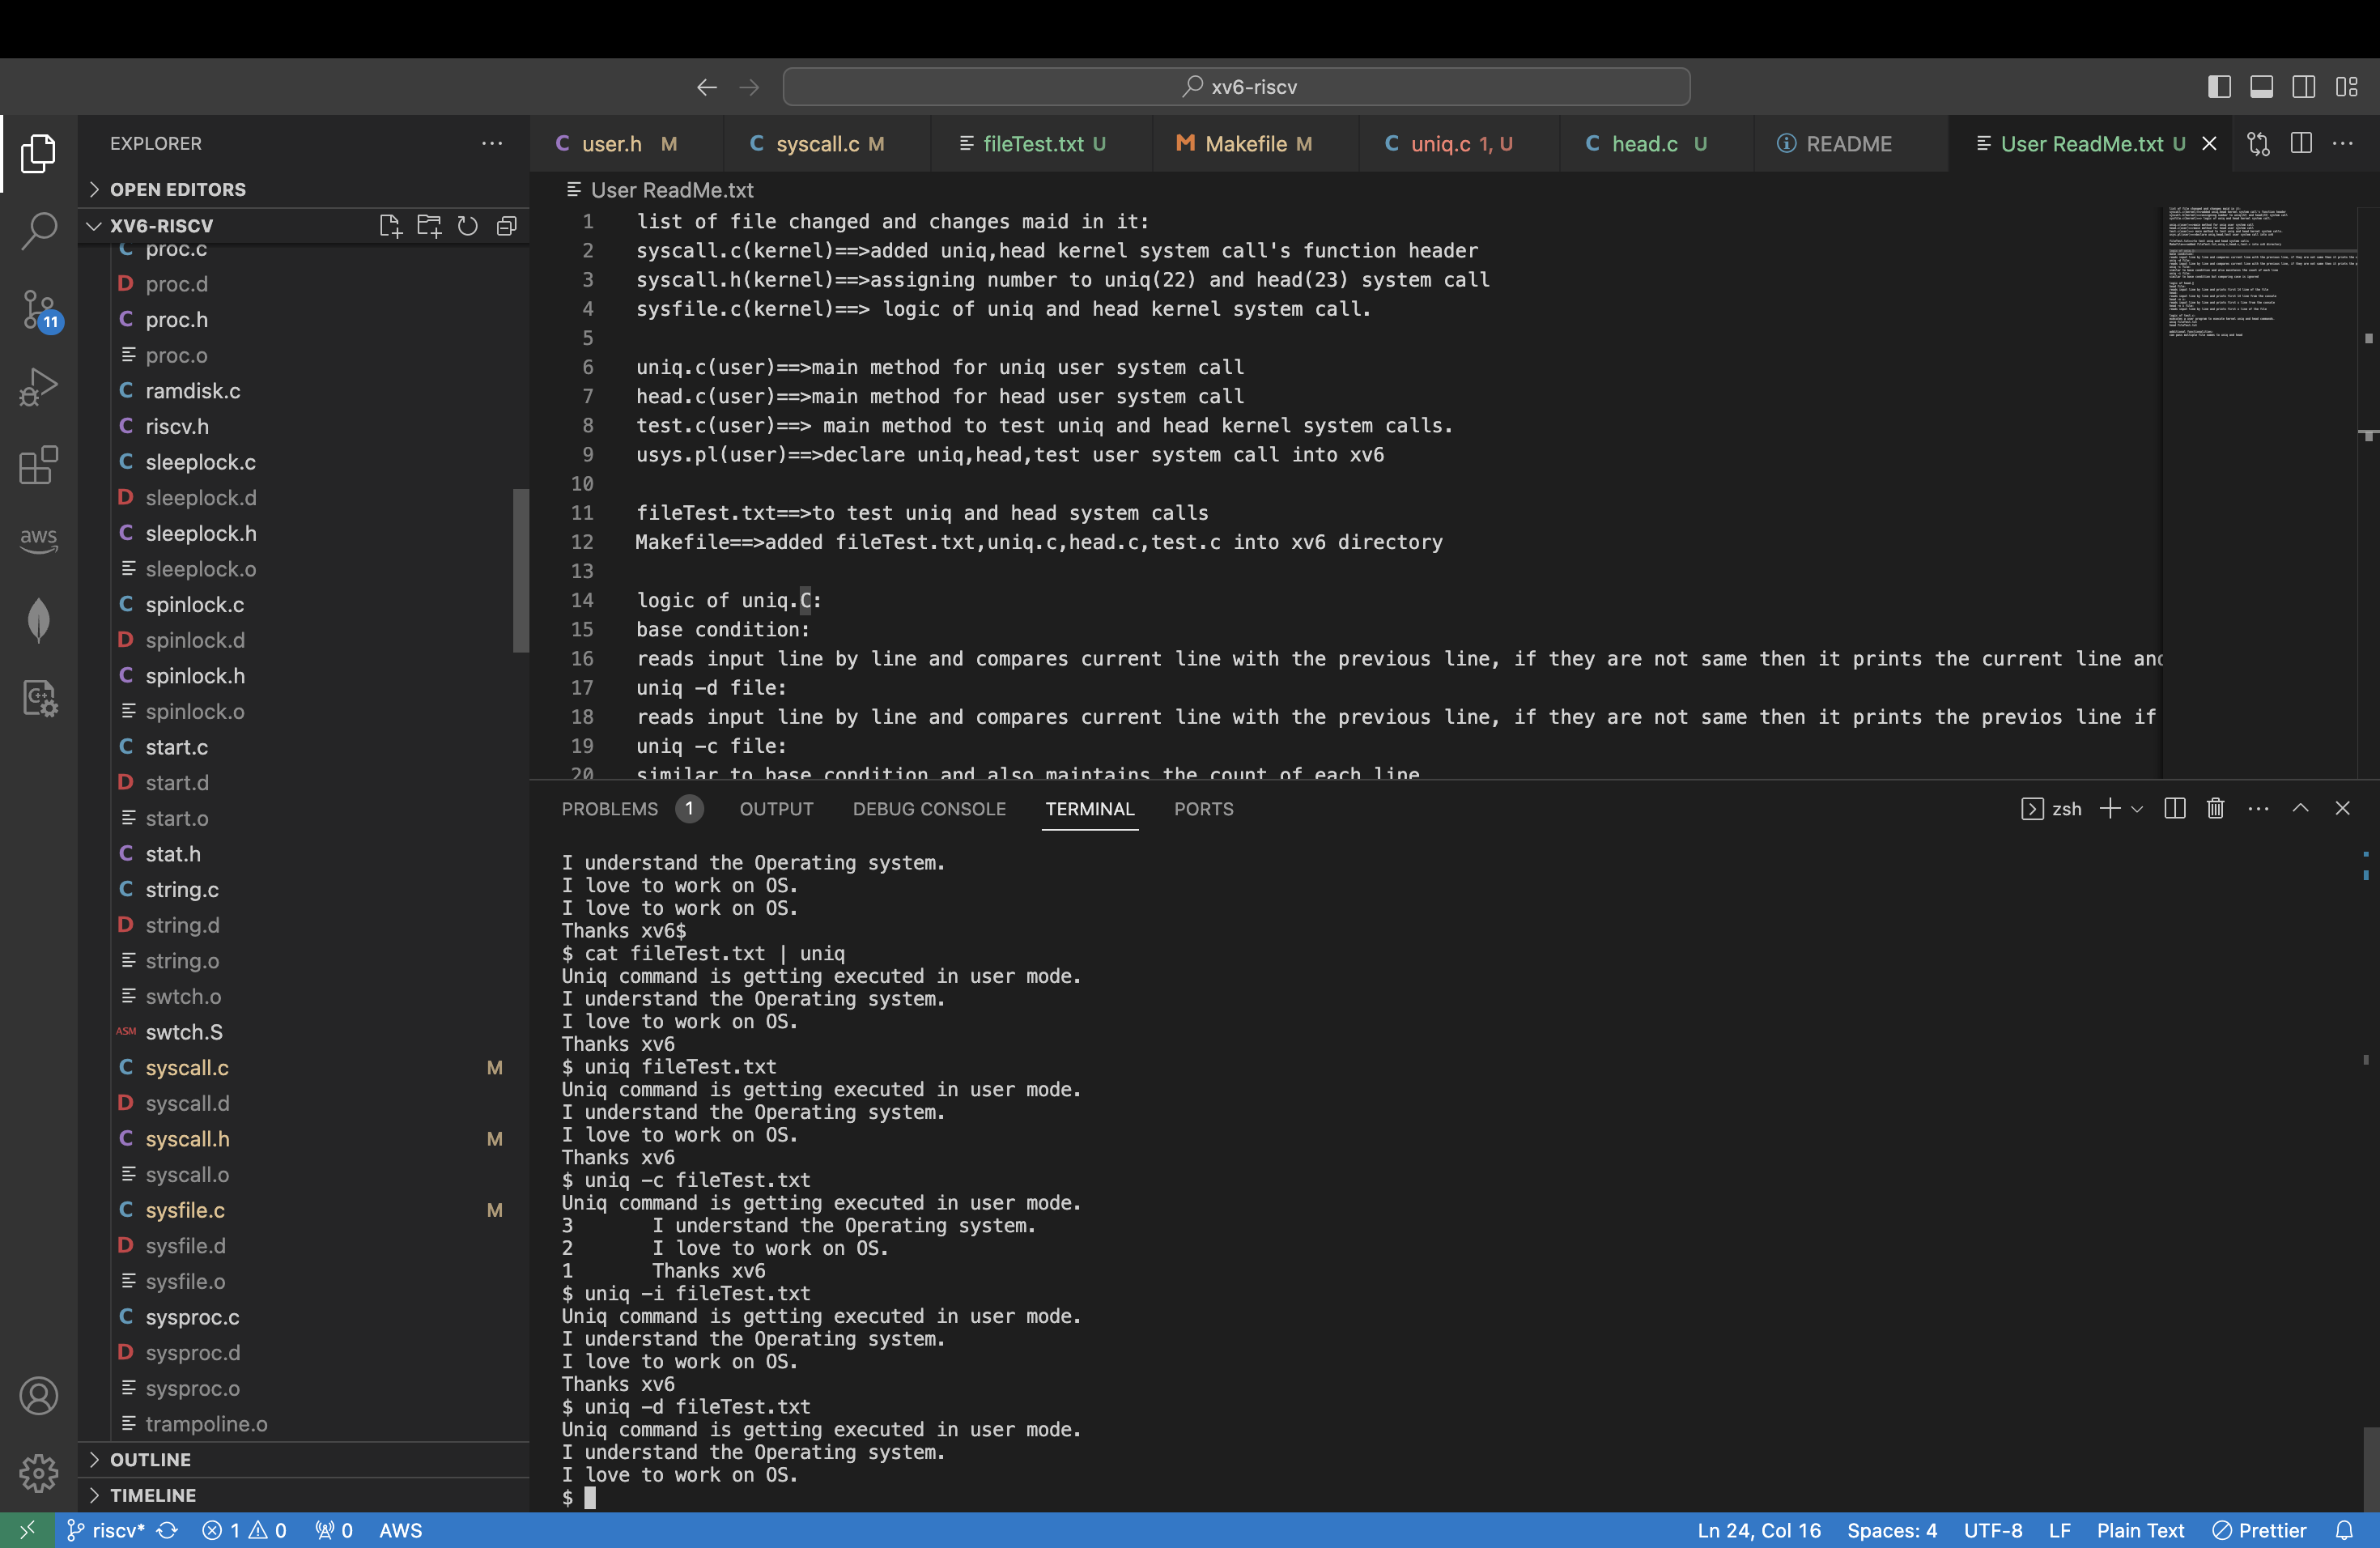 xv6-riscv
EXPLORER
OPEN EDITORS
XV6-RISCV
C proc.c
D proc.d
C proc.h
proc.o
C ramdisk.c
C riscv.h
C sleeplock.c
D sleeplock.d
C sleeplock.h
sleeplock.o
C spinlock.c
D spinlock.d
C spinlock.h
spinlock.o
C start.c
D start.d
start.o
C stat.h
C string.c
D string.d
string.o
swtch.o
ASM swtch.S
C syscall.c M
D syscall.d
C syscall.h M
syscall.o
C sysfile.c M
D sysfile.d
sysfile.o
C sysproc.c
D sysproc.d
sysproc.o
trampoline.o
OUTLINE
TIMELINE
11
aws
C user.h M
C syscall.c M
fileTest.txt U
M Makefile M
C uniq.c 1, U
C head.c U
README
User ReadMe.txt U
User ReadMe.txt
1 list of file changed and changes maid in it:
2 syscall.c(kernel)==>added uniq,head kernel system call's function header
3 syscall.h(kernel)==>assigning number to uniq(22) and head(23) system call
4 sysfile.c(kernel)==> logic of uniq and head kernel system call.
5
6 uniq.c(user)==>main method for uniq user system call
7 head.c(user)==>main method for head user system call
8 test.c(user)==> main method to test uniq and head kernel system calls.
9 usys.pl(user)==>declare uniq,head,test user system call into xv6
10
11 fileTest.txt==>to test uniq and head system calls
12 Makefile==>added fileTest.txt,uniq.c,head.c,test.c into xv6 directory
13
14 logic of uniq.C:
15 base condition:
16 reads input line by line and compares current line with the previous line, if they are not same then it prints the current line and
17 uniq -d file:
18 reads input line by line and compares current line with the previous line, if they are not same then it prints the previos line if
19 uniq -c file:
20 similar to base condition and also maintains the count of each line
PROBLEMS 1 OUTPUT DEBUG CONSOLE TERMINAL PORTS
zsh
I understand the Operating system.
I love to work on OS.
I love to work on OS.
Thanks xv6$
$ cat fileTest.txt | uniq
Uniq command is getting executed in user mode.
I understand the Operating system.
I love to work on OS.
Thanks xv6
$ uniq fileTest.txt
Uniq command is getting executed in user mode.
I understand the Operating system.
I love to work on OS.
Thanks xv6
$ uniq -c fileTest.txt
Uniq command is getting executed in user mode.
3 I understand the Operating system.
2 I love to work on OS.
1 Thanks xv6
$ uniq -i fileTest.txt
Uniq command is getting executed in user mode.
I understand the Operating system.
I love to work on OS.
Thanks xv6
$ uniq -d fileTest.txt
Uniq command is getting executed in user mode.
I understand the Operating system.
I love to work on OS.
$
riscv* 1 0 0 AWS
Ln 24, Col 16 Spaces: 4 UTF-8 LF Plain Text Prettier